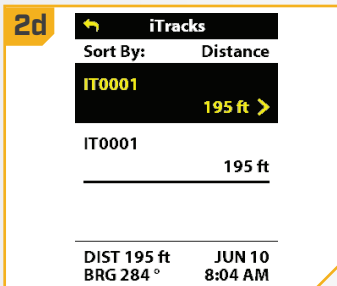 2d
iTracks
Sort By: Distance
IT0001
195 ft
IT0001
195 ft
DIST 195 ft JUN 10
BRG 284 ° 8:04 AM